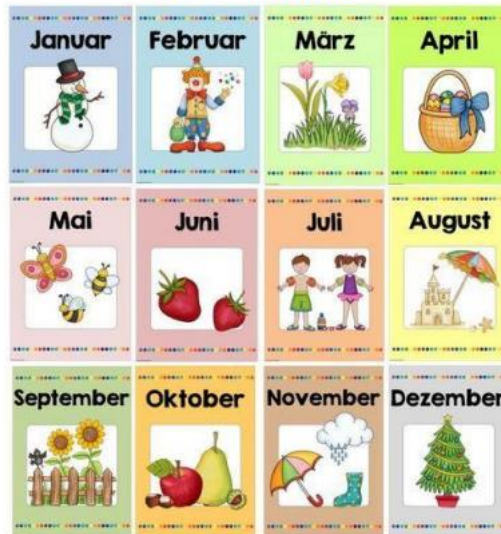 Januar
Februar
März
April
Mai
Juni
Juli
August
September
Oktober
November
Dezember